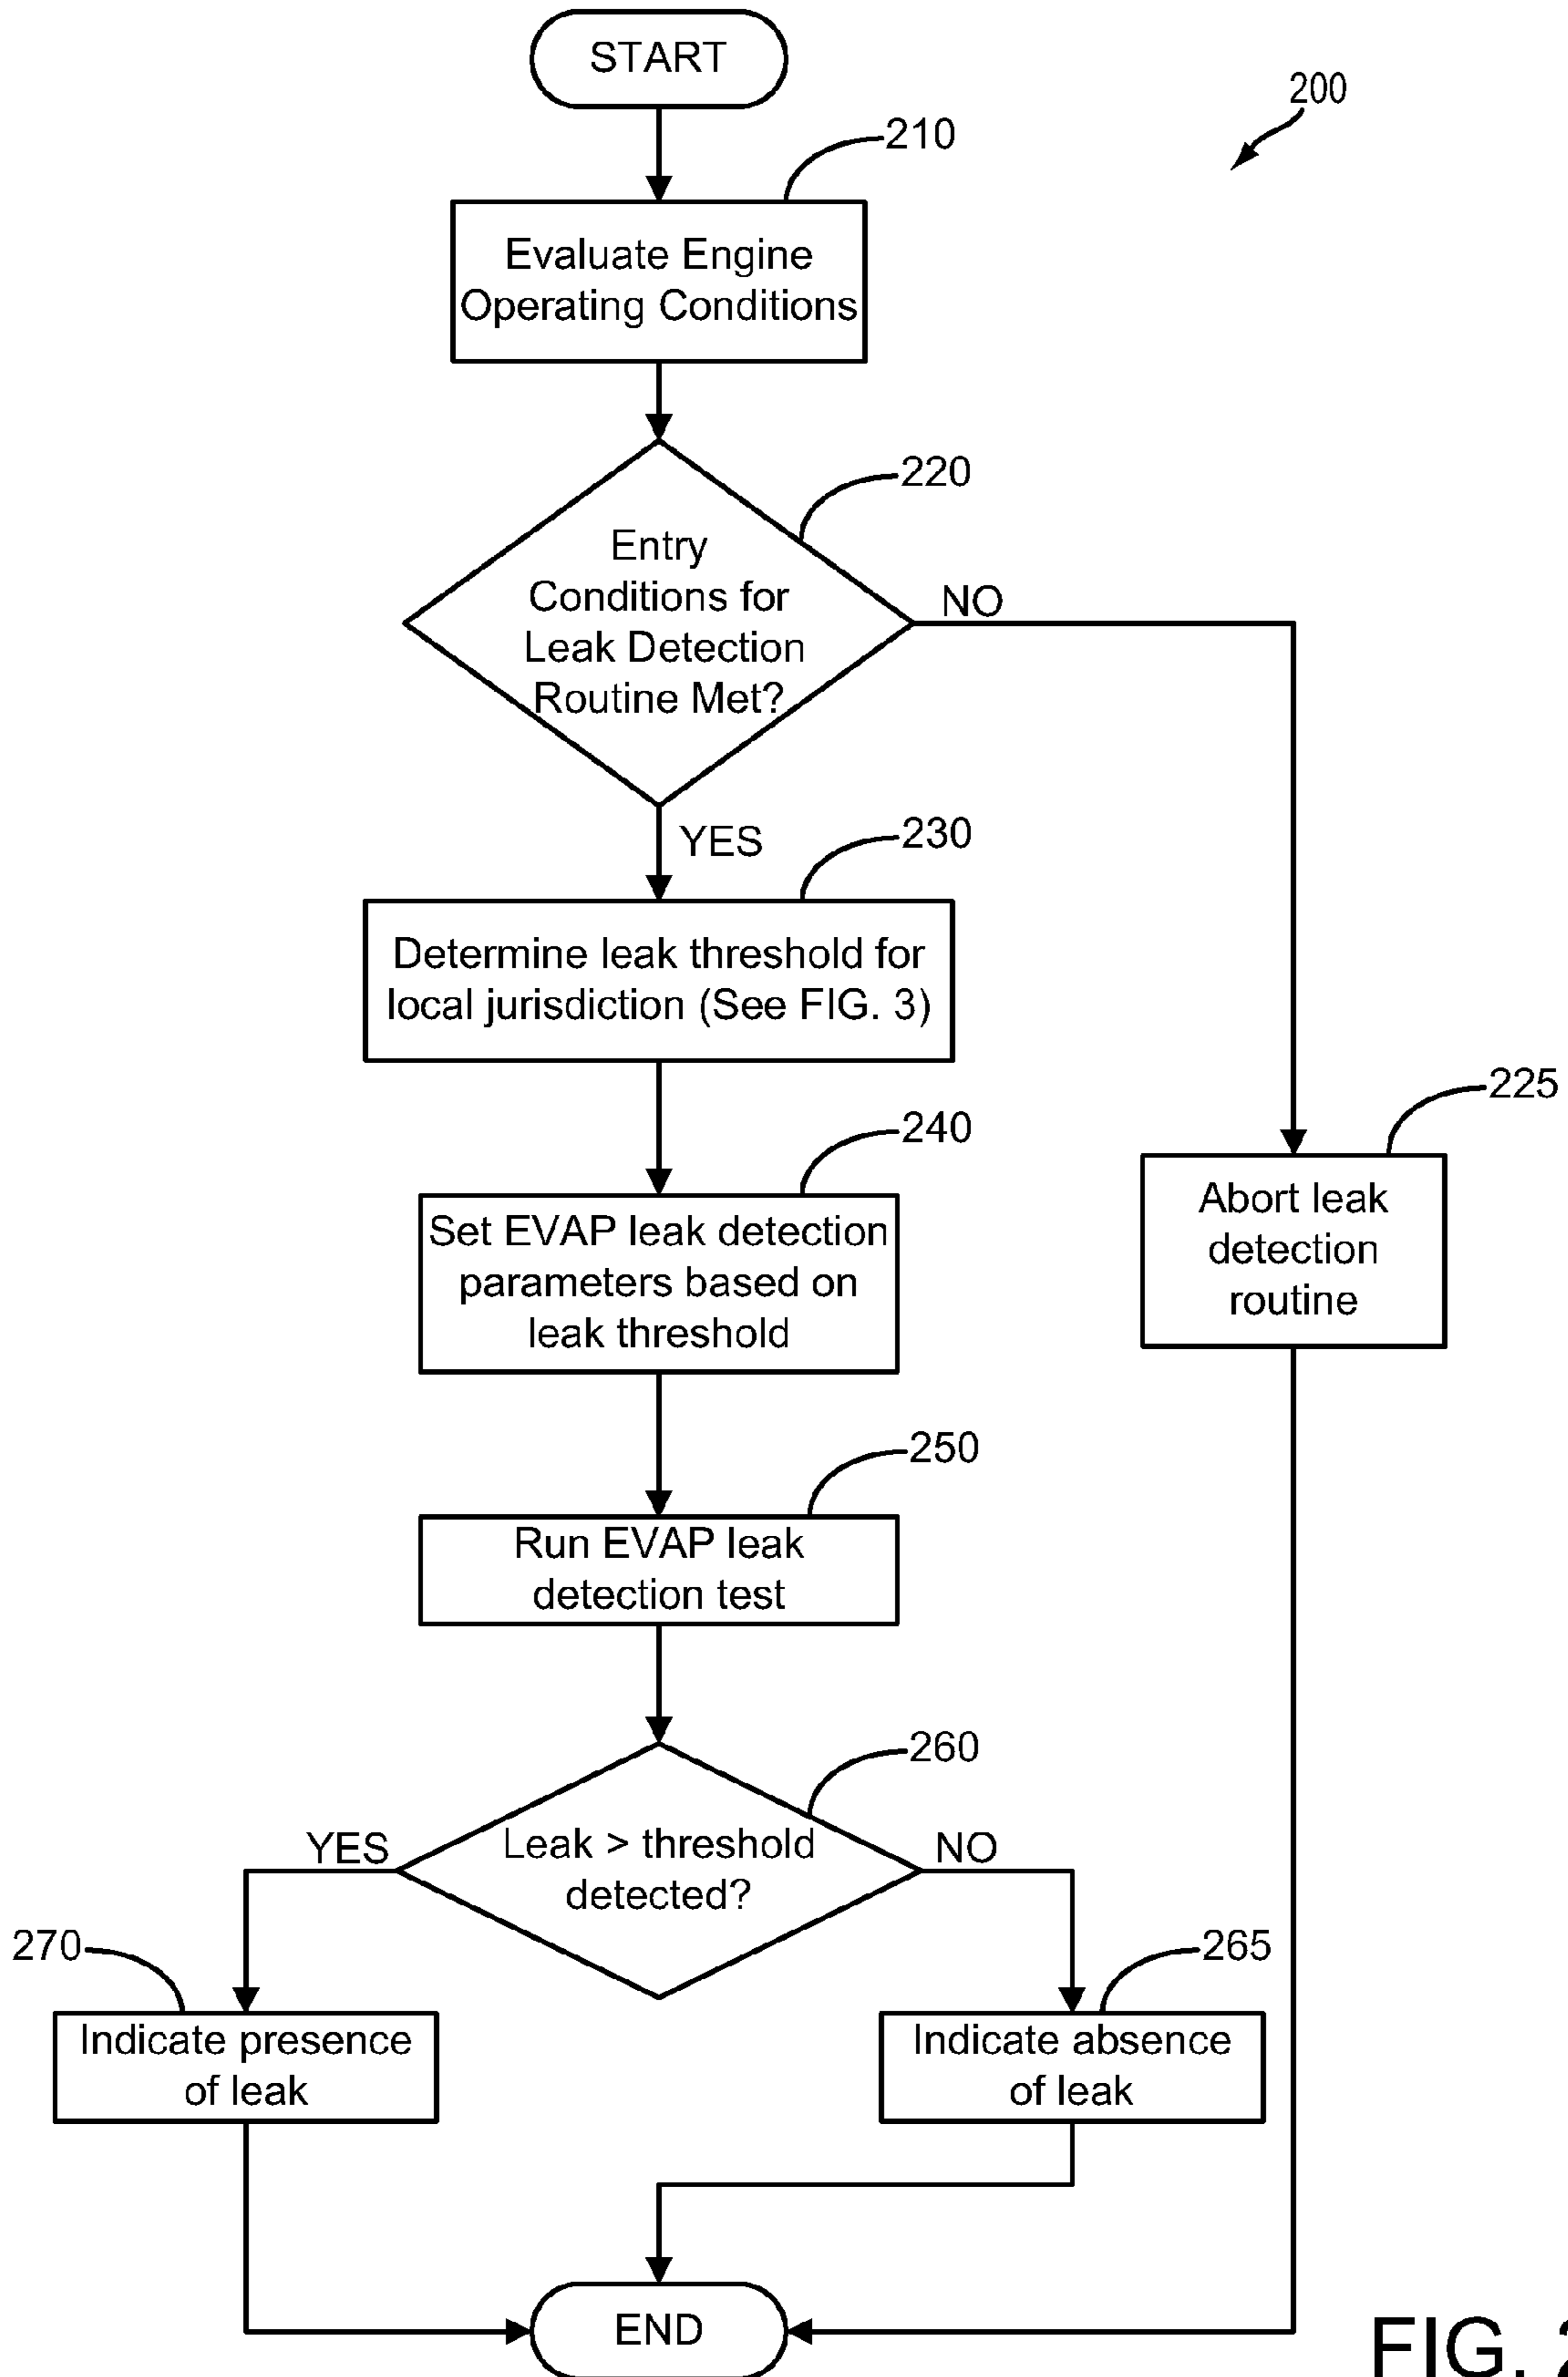 START
200
210
Evaluate Engine
Operating Conditions
220
Entry
Conditions for
Leak Detection
Routine Met?
NO
YES
230
Determine leak threshold for
local jurisdiction (See FIG. 3)
225
240
Abort leak
detection
routine
Set EVAP leak detection
parameters based on
leak threshold
250
Run EVAP leak
detection test
260
YES
Leak > threshold
detected?
NO
270
265
Indicate presence
of leak
Indicate absence
of leak
END
FIG. 2